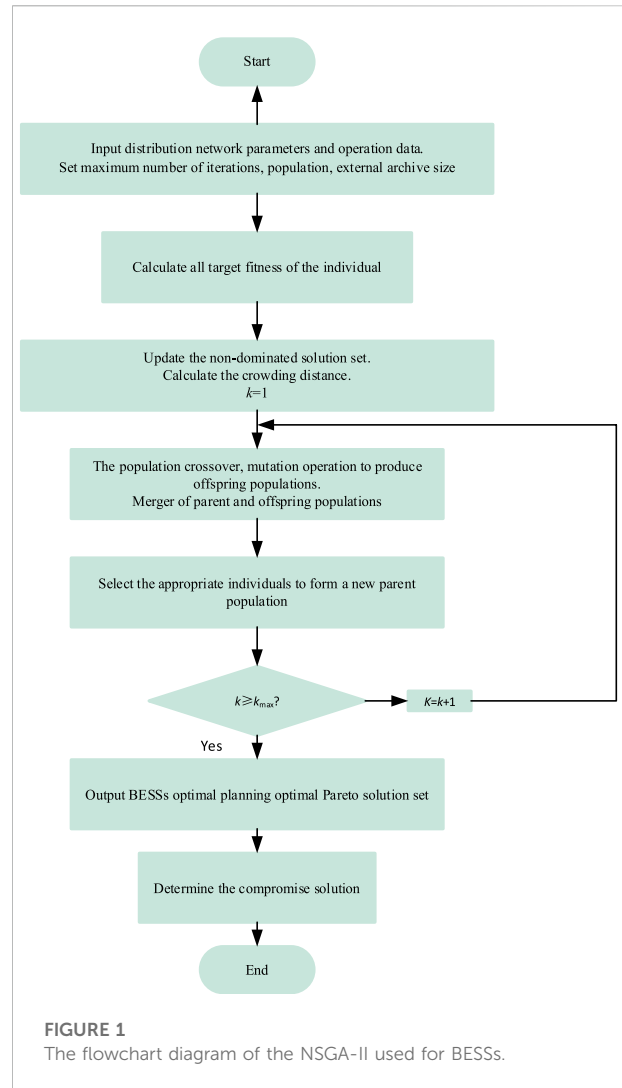 Start
Input distribution network parameters and operation data.
Set maximum number of iterations, population, external archive size
Calculate all target fitness of the individual
Update the non-dominated solution set.
Calculate the crowding distance.
k=1
The population crossover, mutation operation to produce
offspring populations.
Merger of parent and offspring populations
Select the appropriate individuals to form a new parent
population
k≥kmax?
K=k+1
Yes
Output BESSs optimal planning optimal Pareto solution set
Determine the compromise solution
End
FIGURE 1
The flowchart diagram of the NSGA-II used for BESSs.